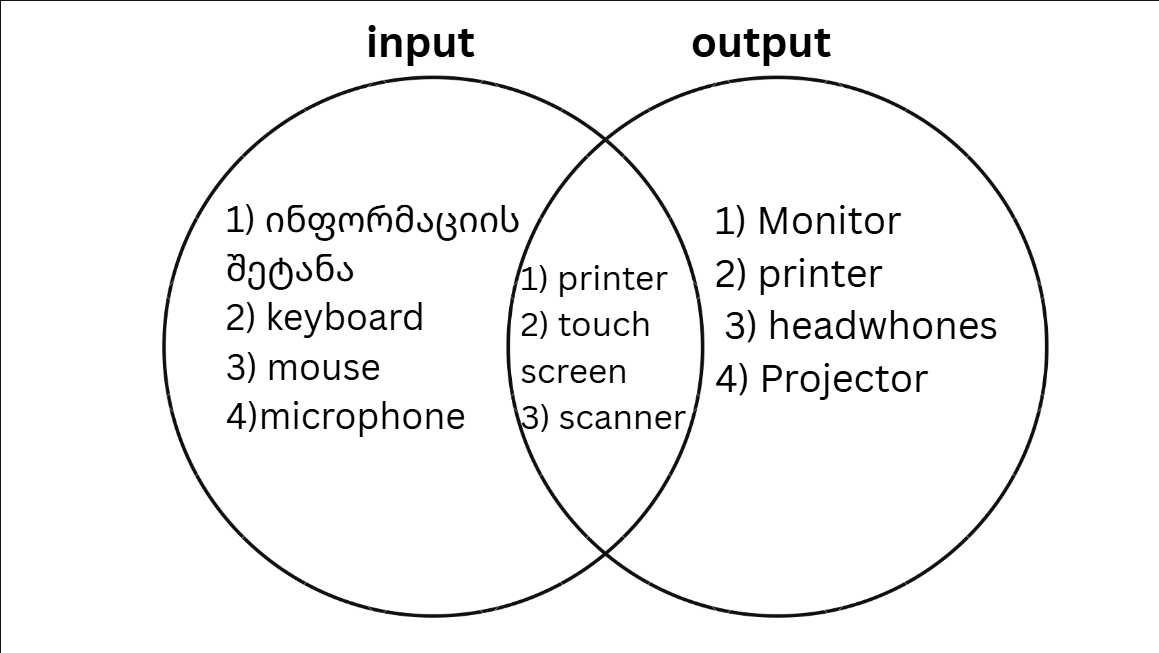 input
output
1) ინფორმაციის
შეტანა
2) keyboard
3) mouse
4)microphone
1) printer
2) touch
screen
3) scanner
1) Monitor
2) printer
3) headwhones
4) Projector